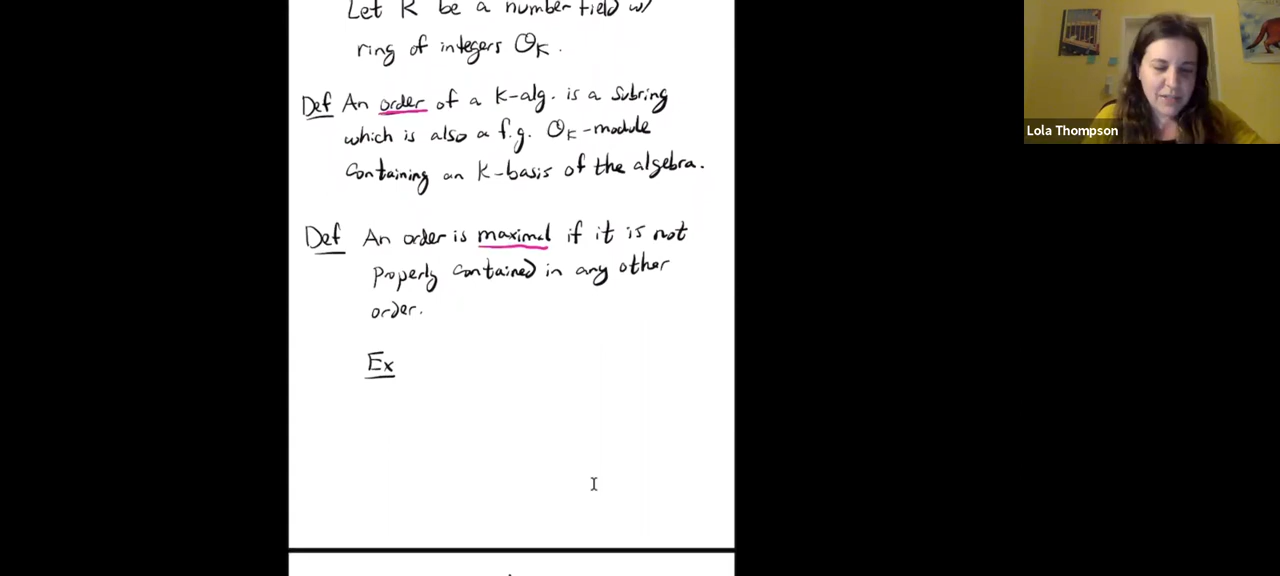 Let K be a number field w/
ring of integers O_K.
Def An order of a K-alg. is a subring
which is also a f.g. O_K-module
containing an K-basis of the algebra.
Def An order is maximal if it is not
properly contained in any other
order.
Ex
Lola Thompson